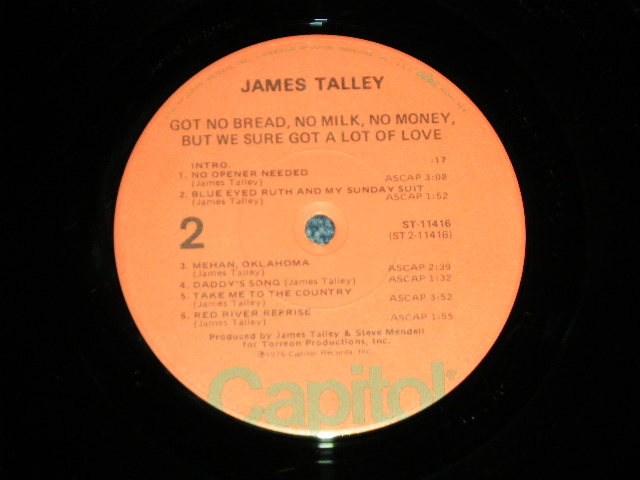 JAMES TALLEY
GOT NO BREAD, NO MILK, NO MONEY,
BUT WE SURE GOT A LOT OF LOVE
INTRO. :17
1. NO OPENER NEEDED ASCAP 3:08
(James Talley)
2. BLUE EYED RUTH AND MY SUNDAY SUIT
(James Talley) ASCAP 1:52
2
ST-11416
(ST 2-11416)
3. MEHAN, OKLAHOMA ASCAP 2:39
(James Talley)
4. DADDY'S SONG (James Talley) ASCAP 1:32
5. TAKE ME TO THE COUNTRY ASCAP 3:52
(James Talley)
6. RED RIVER REPRISE ASCAP 1:55
(James Talley)
Produced by James Talley & Steve Mendell
for Torreon Productions, Inc.
℗1975 Capitol Records, Inc.
Capitol®